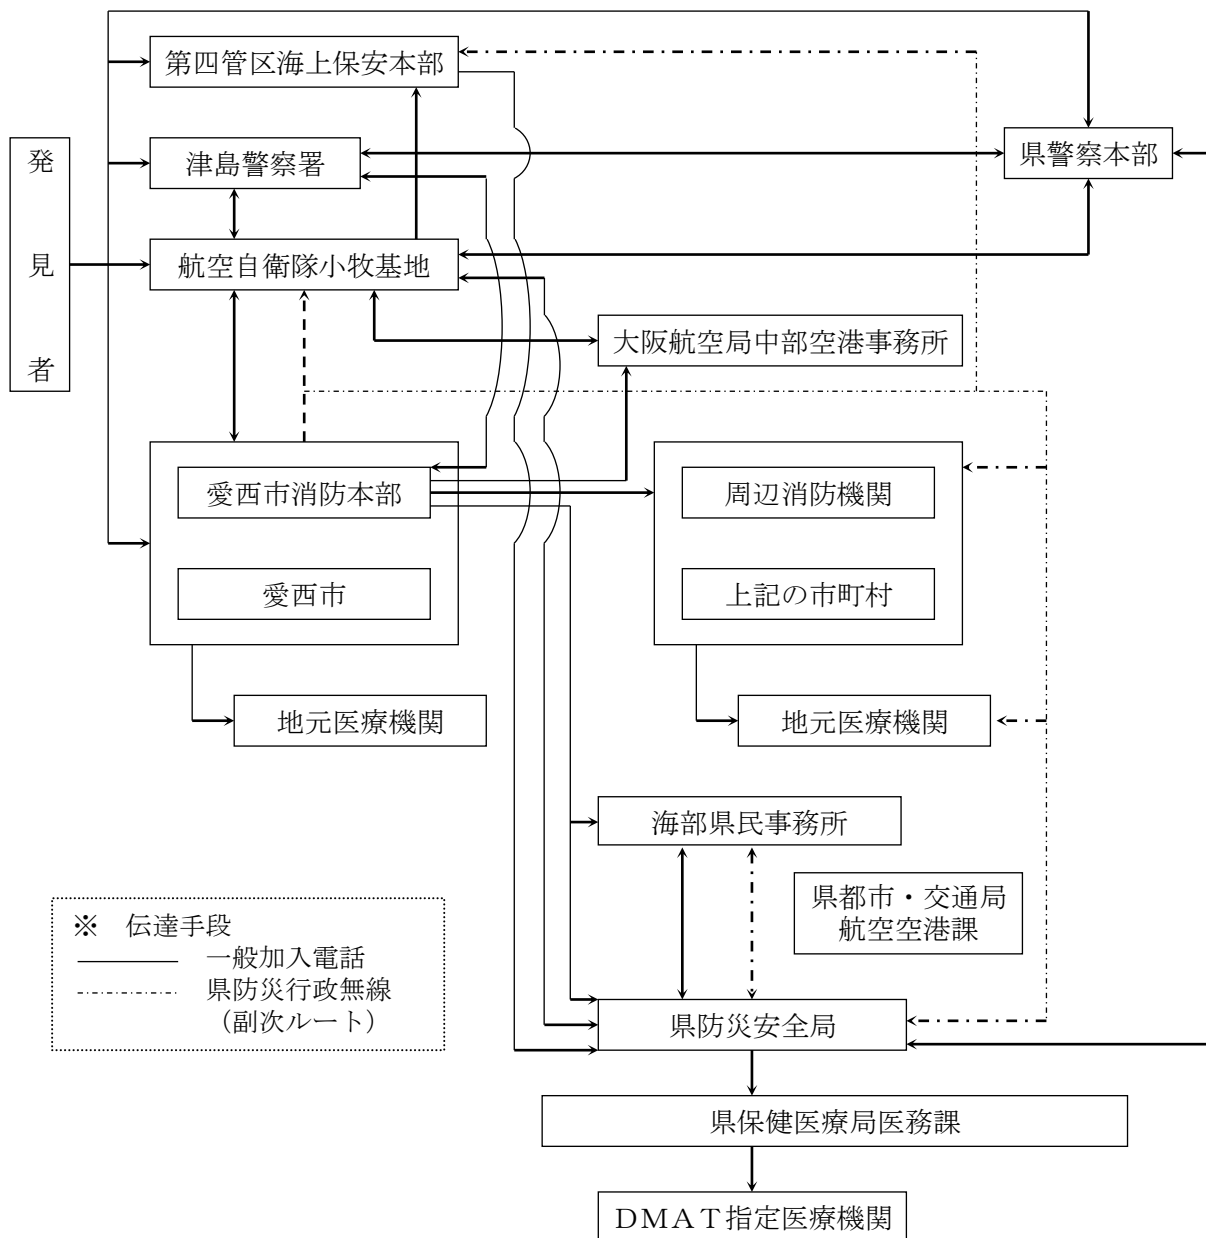 第四管区海上保安本部
発見者
津島警察署
県警察本部
航空自衛隊小牧基地
大阪航空局中部空港事務所
愛西市消防本部
周辺消防機関
愛西市
上記の市町村
地元医療機関
地元医療機関
海部県民事務所
県都市・交通局
航空空港課
※　伝達手段
一般加入電話
県防災行政無線
（副次ルート）
県防災安全局
県保健医療局医務課
ＤＭＡＴ指定医療機関